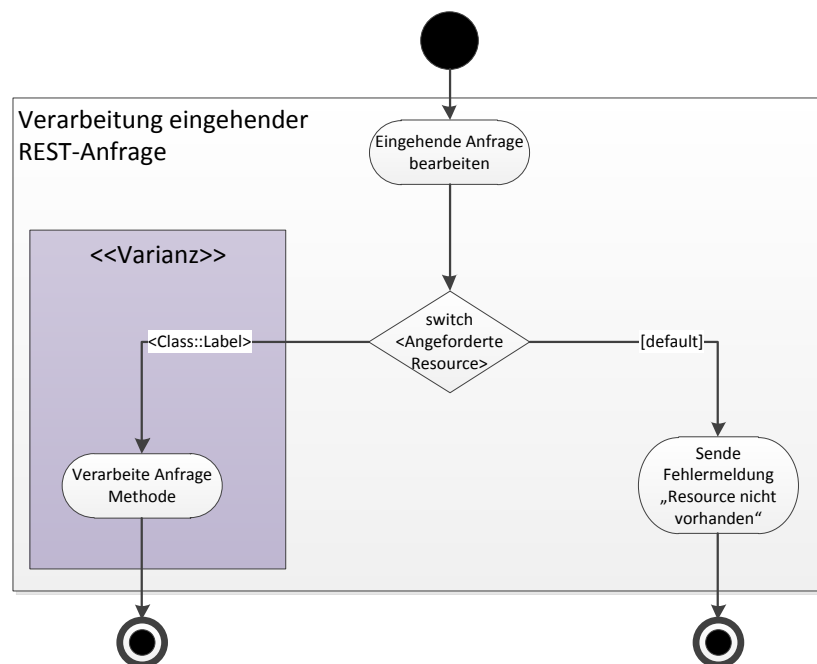 Verarbeitung eingehender
REST-Anfrage
Eingehende Anfrage
bearbeiten
<<Varianz>>
switch
<Angeforderte
Resource>
<Class::Label>
[default]
Verarbeite Anfrage
Methode
Sende
Fehlermeldung
„Resource nicht
vorhanden“